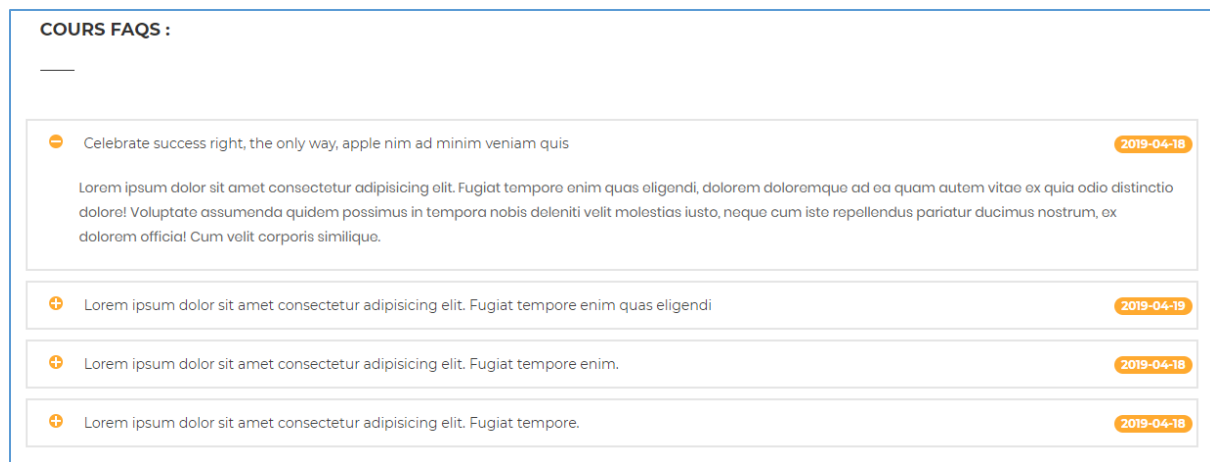 COURS FAQS :
Celebrate success right, the only way, apple nim ad minim veniam quis 2019-04-18
Lorem ipsum dolor sit amet consectetur adipisicing elit. Fugiat tempore enim quas eligendi, dolorem doloremque ad ea quam autem vitae ex quia odio distinctio
dolore! Voluptate assumenda quidem possimus in tempora nobis deleniti velit molestias iusto, neque cum iste repellendus pariatur ducimus nostrum, ex
dolorem officia! Cum velit corporis similique.
Lorem ipsum dolor sit amet consectetur adipisicing elit. Fugiat tempore enim quas eligendi 2019-04-19
Lorem ipsum dolor sit amet consectetur adipisicing elit. Fugiat tempore enim. 2019-04-18
Lorem ipsum dolor sit amet consectetur adipisicing elit. Fugiat tempore. 2019-04-18